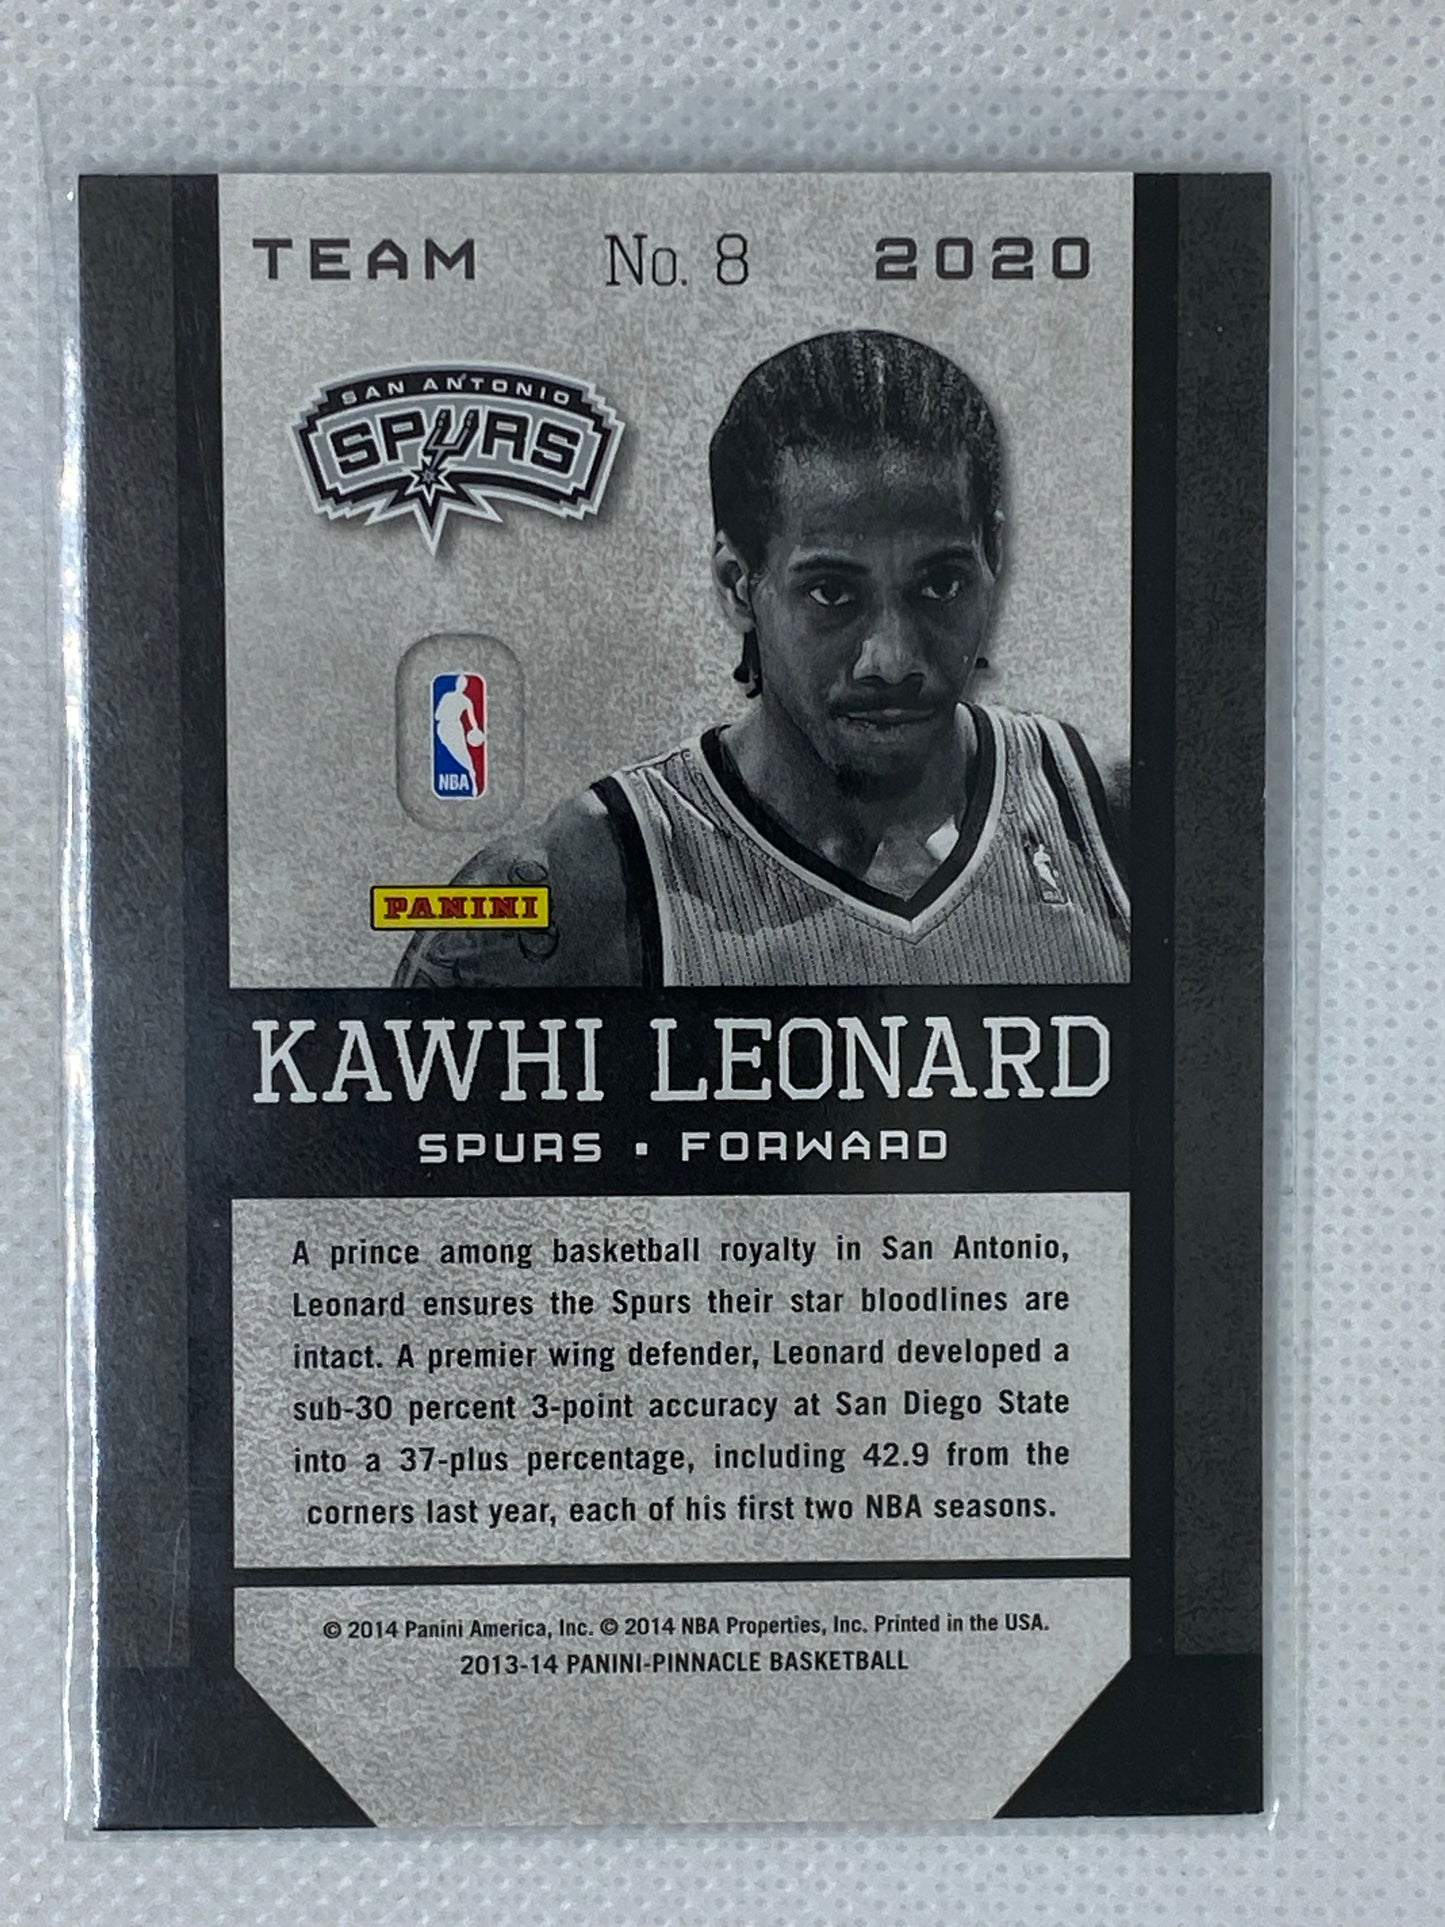 TEAM No. 8 2020
SAN ANTONIO
SPURS
NBA
PANINI
KAWHI LEONARD
SPURS · FORWARD
A prince among basketball royalty in San Antonio,
Leonard ensures the Spurs their star bloodlines are
intact. A premier wing defender, Leonard developed a
sub-30 percent 3-point accuracy at San Diego State
into a 37-plus percentage, including 42.9 from the
corners last year, each of his first two NBA seasons.
© 2014 Panini America, Inc. © 2014 NBA Properties, Inc. Printed in the USA.
2013-14 PANINI-PINNACLE BASKETBALL